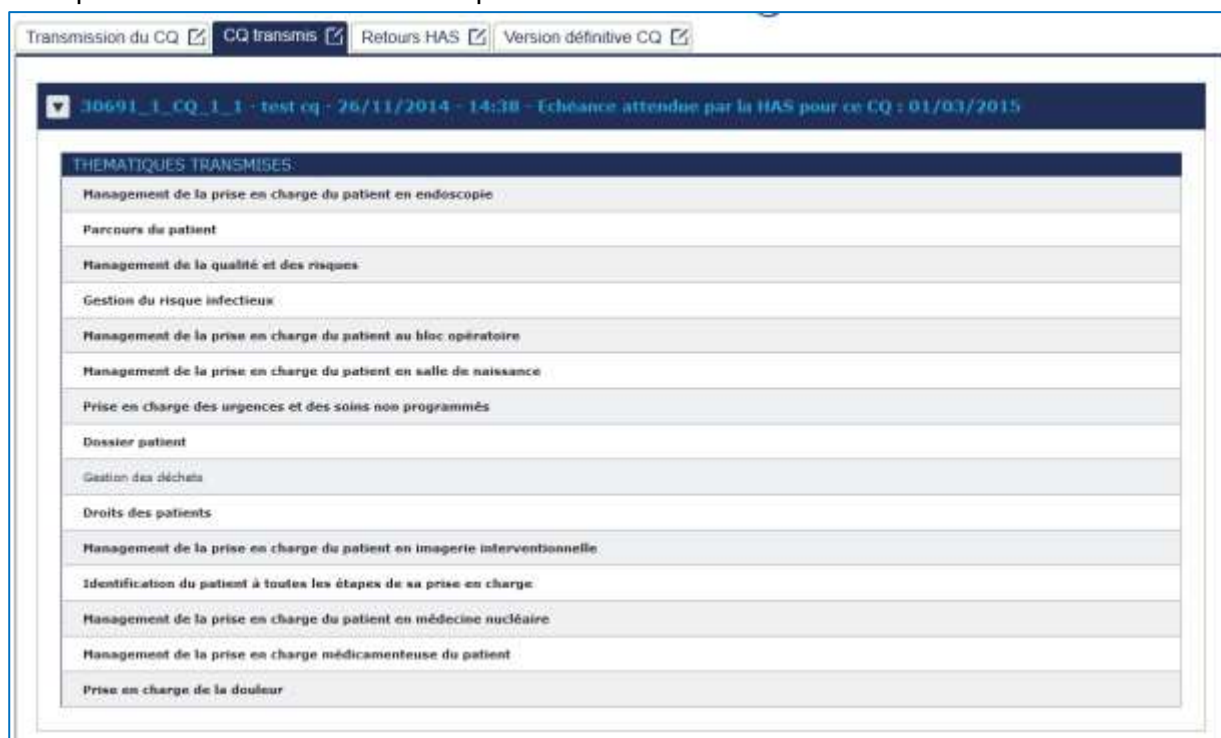 Transmission du CQ CQ transmis Retours HAS Version définitive CQ
30691_1_CQ_1_1 - test cq - 26/11/2014 - 14:38 - Echéance attendue par la HAS pour ce CQ : 01/03/2015
THEMATIQUES TRANSMISES
Management de la prise en charge du patient en endoscopie
Parcours du patient
Management de la qualité et des risques
Gestion du risque infectieux
Management de la prise en charge du patient au bloc opératoire
Management de la prise en charge du patient en salle de naissance
Prise en charge des urgences et des soins non programmés
Dossier patient
Gestion des déchets
Droits des patients
Management de la prise en charge du patient en imagerie interventionnelle
Identification du patient à toutes les étapes de sa prise en charge
Management de la prise en charge du patient en médecine nucléaire
Management de la prise en charge médicamenteuse du patient
Prise en charge de la douleur